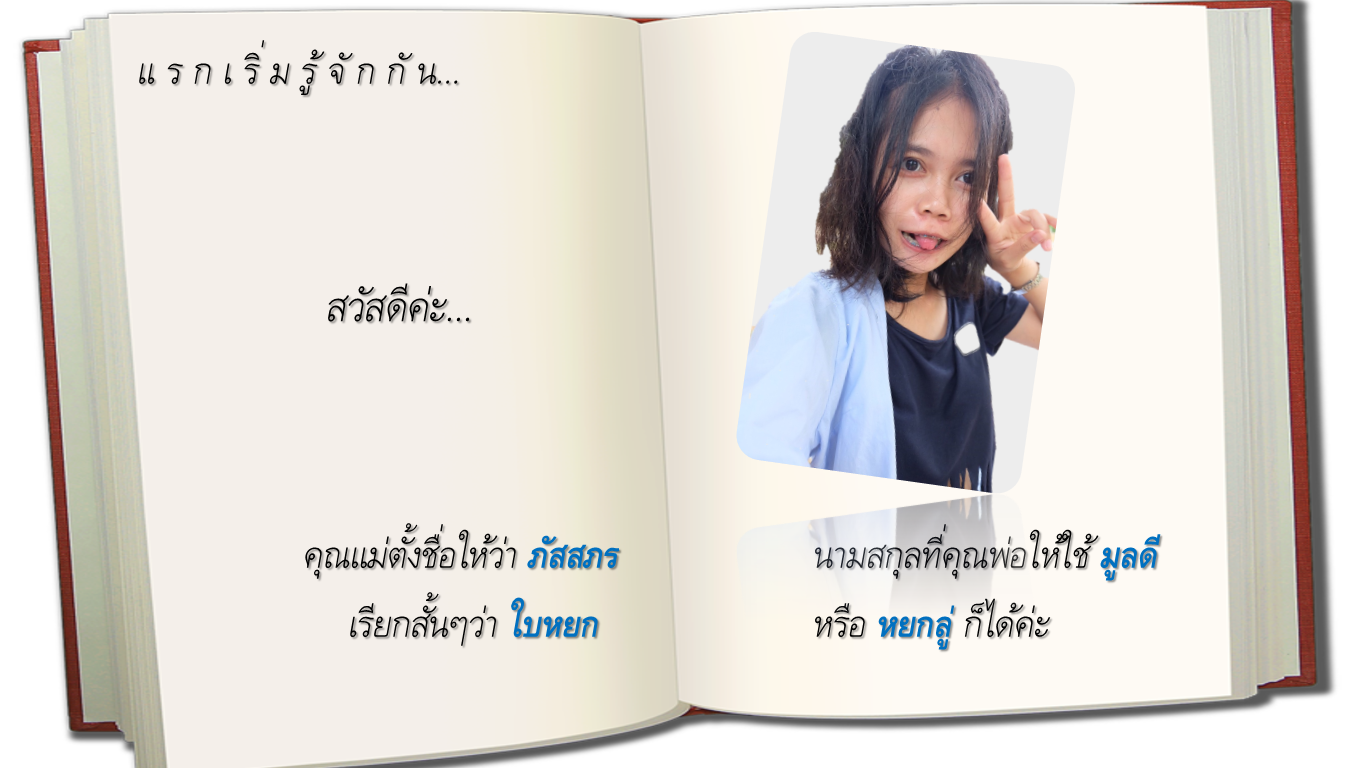 แ ร ก เ ริ่ ม รู้ จั ก กั น...
สวัสดีค่ะ...
คุณแม่ตั้งชื่อให้ว่า ภัสสภร
เรียกสั้นๆว่า ใบหยก
นามสกุลที่คุณพ่อให้ใช้ มูลดี
หรือ หยกลู่ ก็ได้ค่ะ